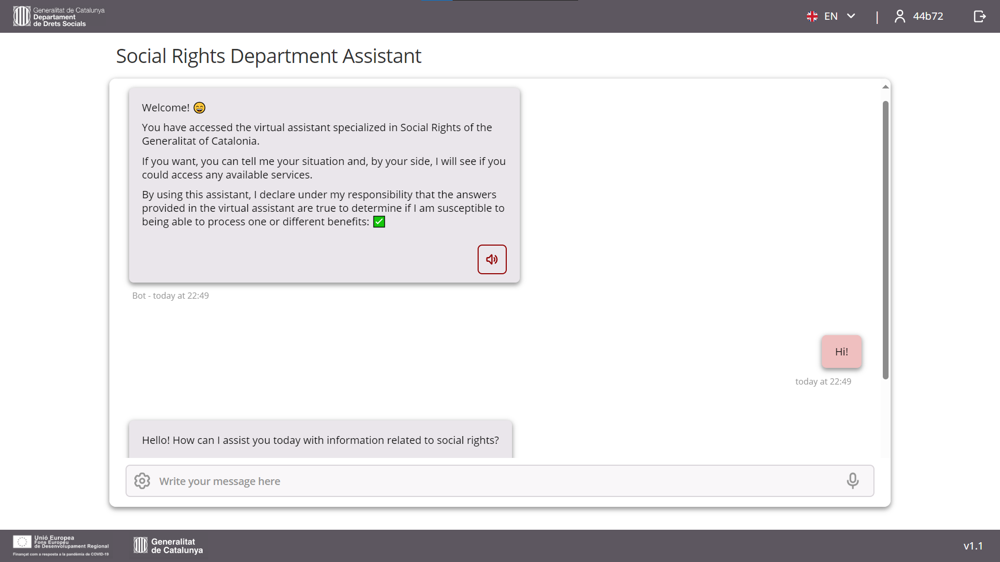 Generalitat de Catalunya
Departament
de Drets Socials
EN
|
44b72
Social Rights Department Assistant
Welcome! 😄
You have accessed the virtual assistant specialized in Social Rights of the
Generalitat of Catalonia.
If you want, you can tell me your situation and, by your side, I will see if you
could access any available services.
By using this assistant, I declare under my responsibility that the answers
provided in the virtual assistant are true to determine if I am susceptible to
being able to process one or different benefits: ✅
Bot - today at 22:49
Hi!
today at 22:49
Hello! How can I assist you today with information related to social rights?
Write your message here
Unió Europea
Fons Europeu
de Desenvolupament Regional
Finançat com a resposta a la pandèmia de COVID-19
Generalitat
de Catalunya
v1.1